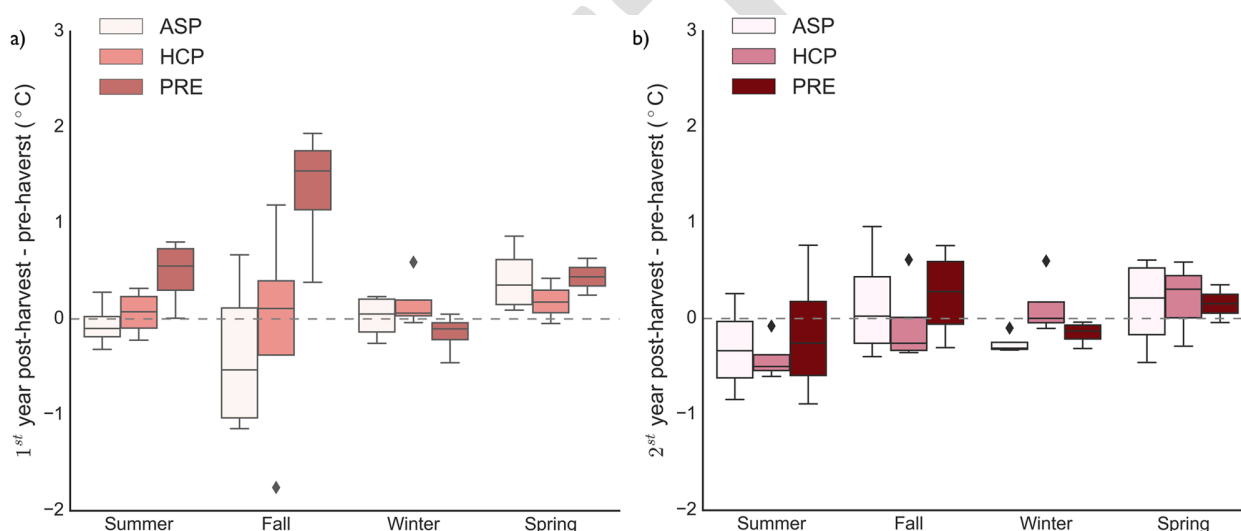 a)
ASP
HCP
PRE
1st year post-harvest - pre-haverst (°C)
3
2
1
0
−1
−2
Summer Fall Winter Spring
b)
ASP
HCP
PRE
2st year post-harvest - pre-haverst (°C)
3
2
1
0
−1
−2
Summer Fall Winter Spring